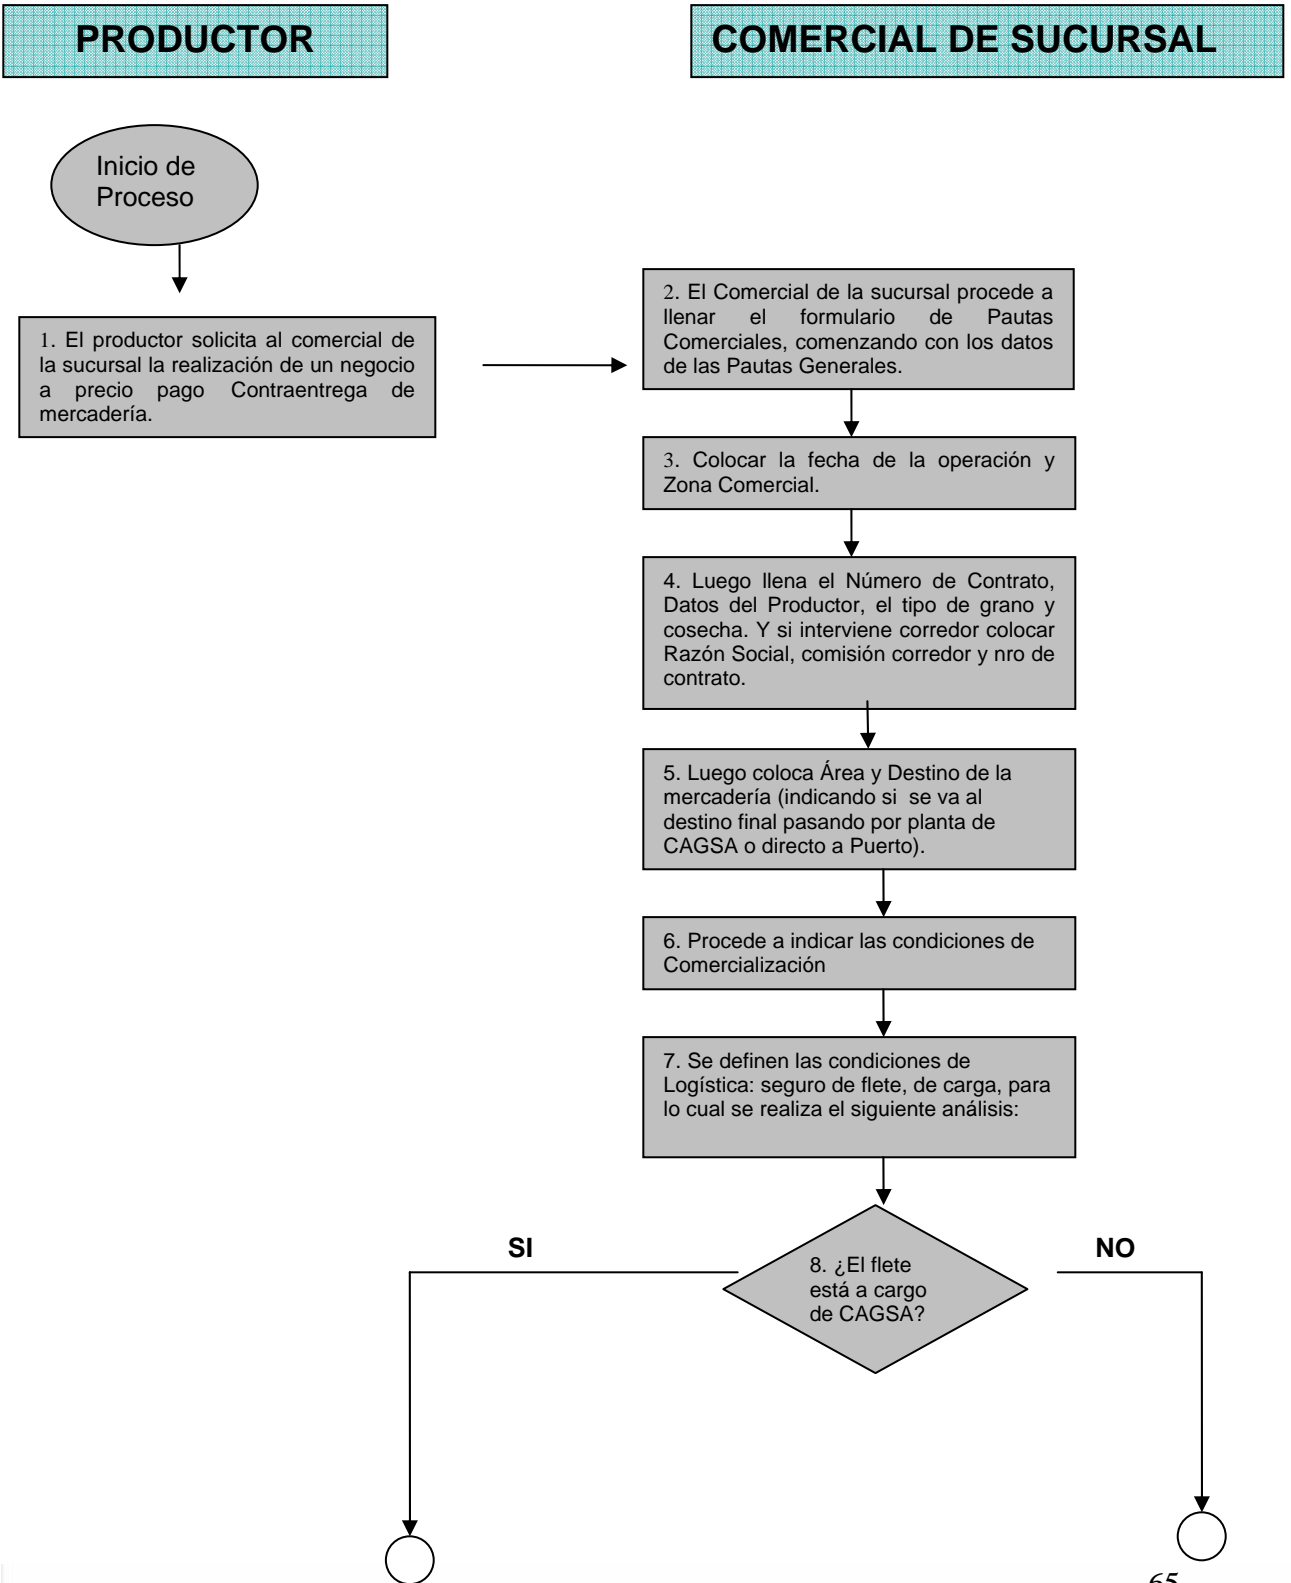 PRODUCTOR
COMERCIAL DE SUCURSAL
Inicio de
Proceso
1. El productor solicita al comercial de
la sucursal la realización de un negocio
a precio pago Contraentrega de
mercadería.
2. El Comercial de la sucursal procede a
llenar el formulario de Pautas
Comerciales, comenzando con los datos
de las Pautas Generales.
3. Colocar la fecha de la operación y
Zona Comercial.
4. Luego llena el Número de Contrato,
Datos del Productor, el tipo de grano y
cosecha. Y si interviene corredor colocar
Razón Social, comisión corredor y nro de
contrato.
5. Luego coloca Área y Destino de la
mercadería (indicando si se va al
destino final pasando por planta de
CAGSA o directo a Puerto).
6. Procede a indicar las condiciones de
Comercialización
7. Se definen las condiciones de
Logística: seguro de flete, de carga, para
lo cual se realiza el siguiente análisis:
SI
NO
8. ¿El flete
está a cargo
de CAGSA?
65